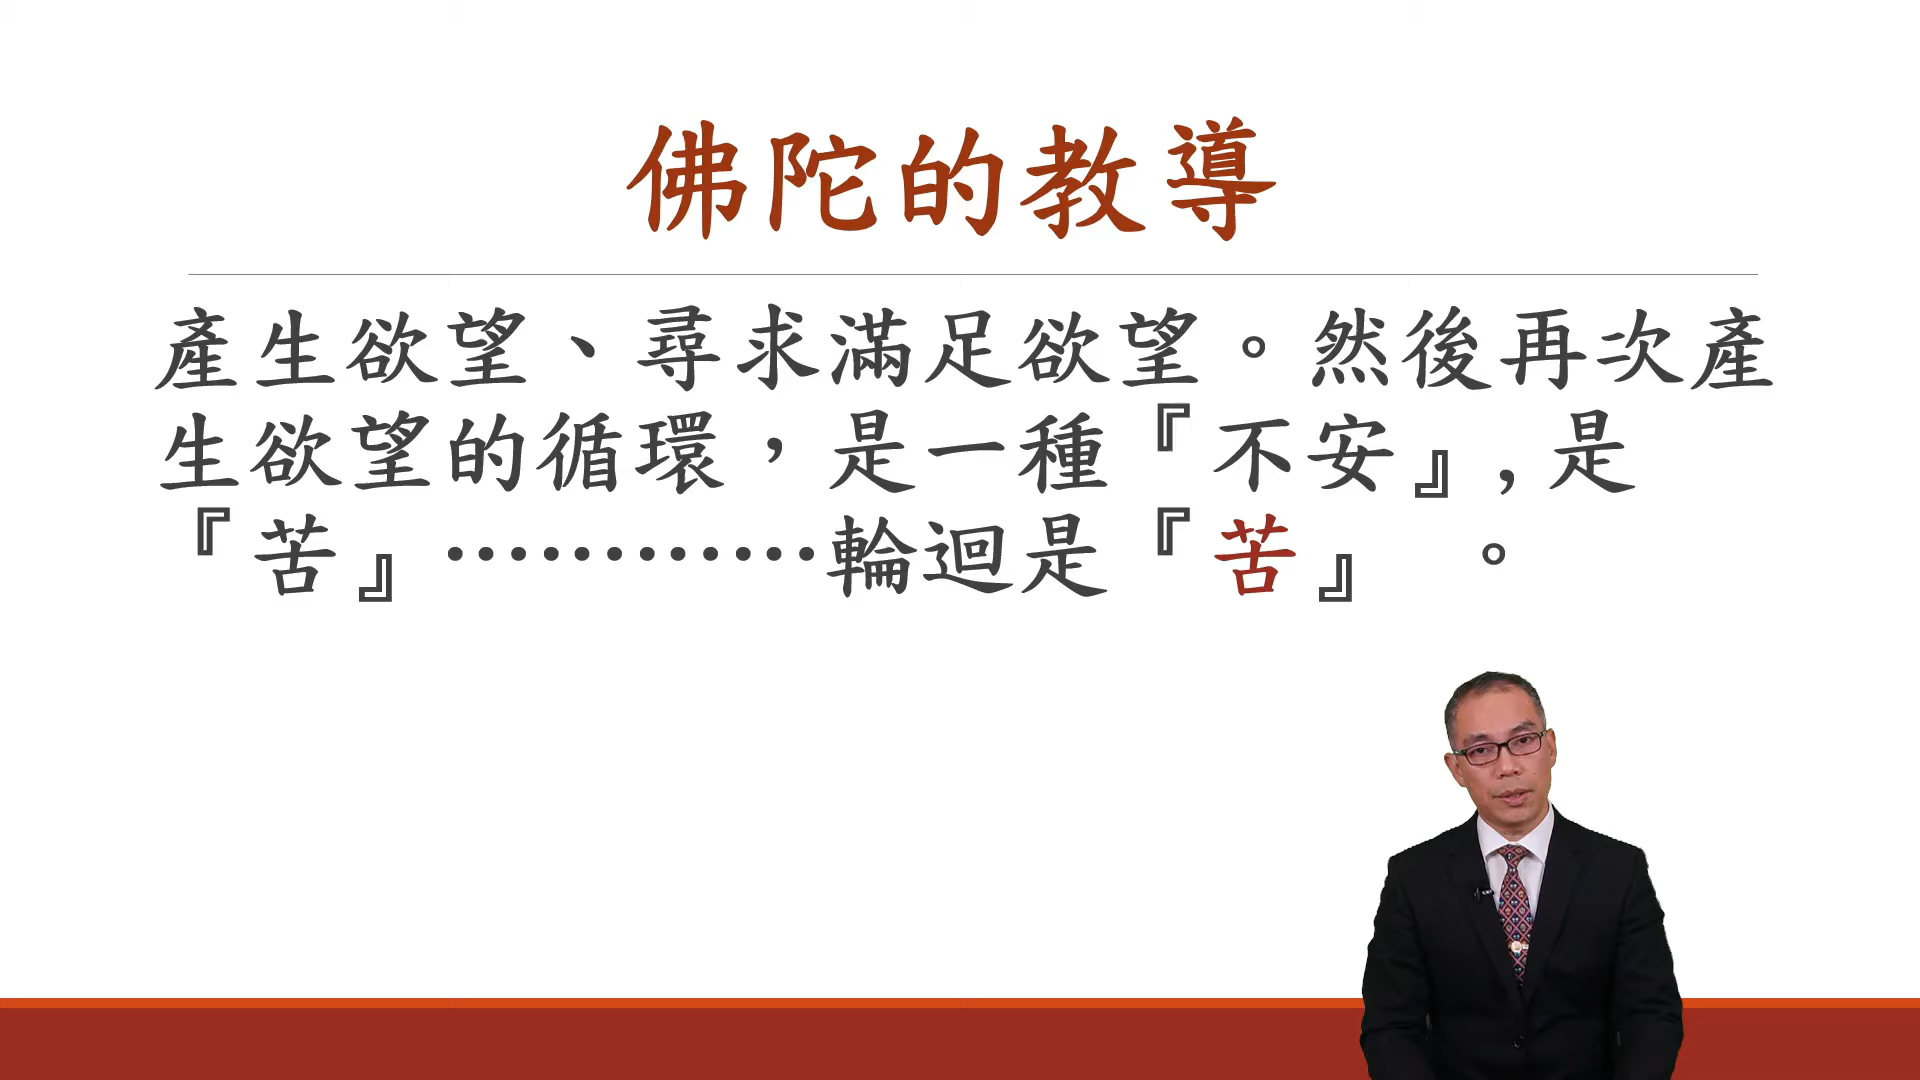 佛陀的教導
產生欲望、尋求滿足欲望。然後再次產
生欲望的循環，是一種『不安』, 是
『苦』…………輪迴是『苦』 。